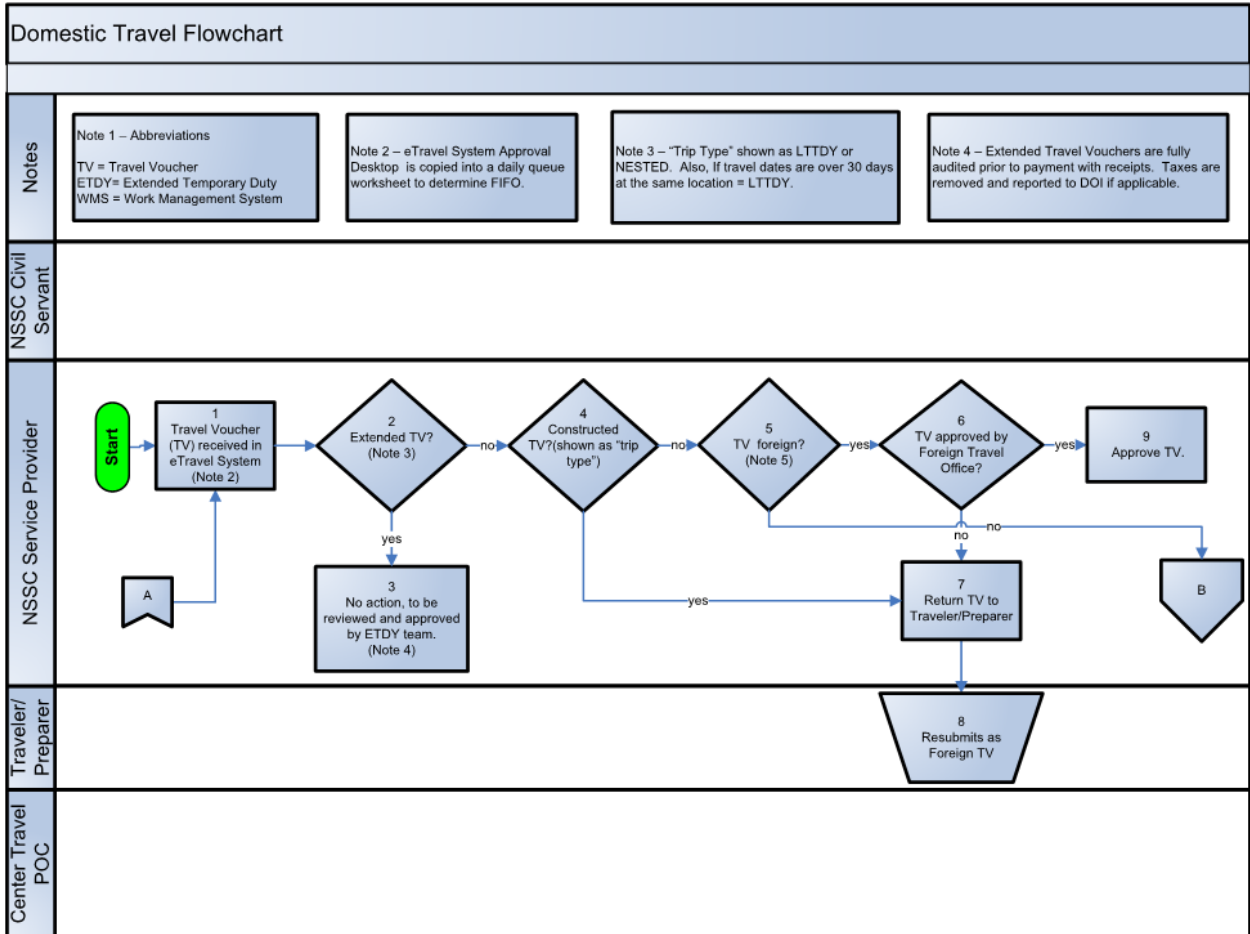 Domestic Travel Flowchart
Notes
Note 1 – Abbreviations
TV = Travel Voucher
ETDY= Extended Temporary Duty
WMS = Work Management System
Note 2 – eTravel System Approval
Desktop is copied into a daily queue
worksheet to determine FIFO.
Note 3 – “Trip Type” shown as LTTDY or
NESTED. Also, If travel dates are over 30 days
at the same location = LTTDY.
Note 4 – Extended Travel Vouchers are fully
audited prior to payment with receipts. Taxes are
removed and reported to DOI if applicable.
NSSC Civil
Servant
NSSC Service Provider
Start
1
Travel Voucher
(TV) received in
eTravel System
(Note 2)
2
Extended TV?
(Note 3)
no
4
Constructed
TV?(shown as “trip
type”)
no
5
TV foreign?
(Note 5)
yes
6
TV approved by
Foreign Travel
Office?
yes
9
Approve TV.
yes
no
no
A
3
No action, to be
reviewed and approved
by ETDY team.
(Note 4)
yes
7
Return TV to
Traveler/Preparer
B
Traveler/
Preparer
8
Resubmits as
Foreign TV
Center Travel
POC